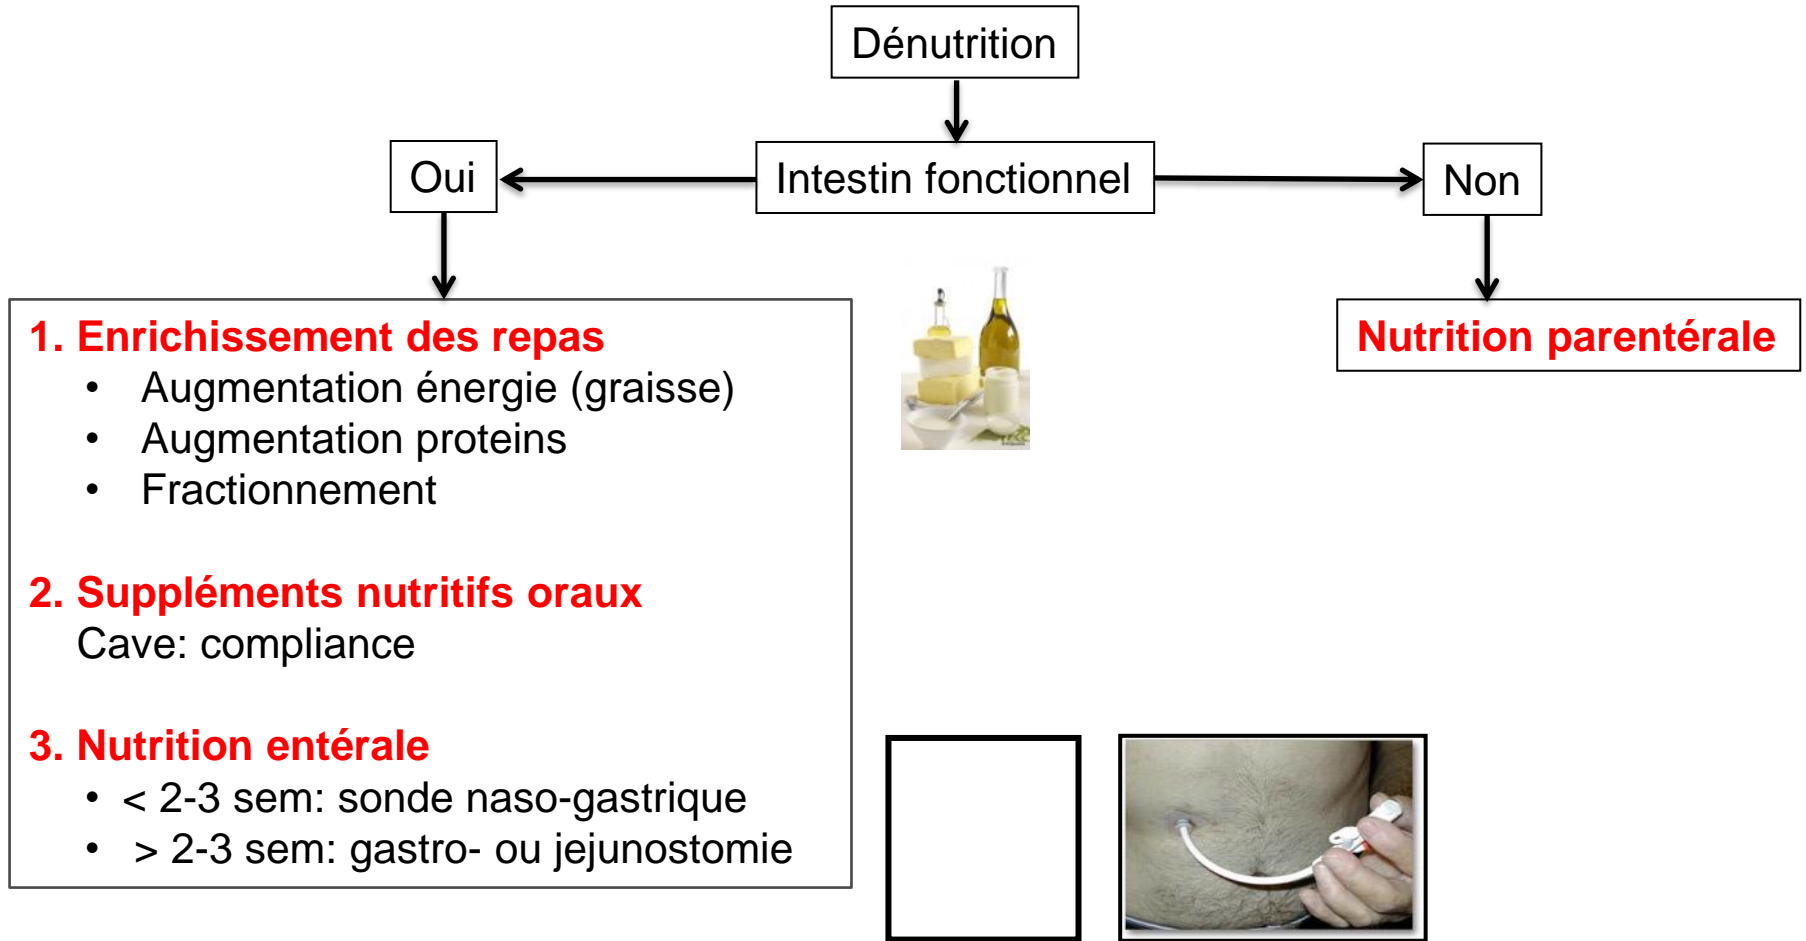 Dénutrition
Oui
Intestin fonctionnel
Non
1. Enrichissement des repas
• Augmentation énergie (graisse)
• Augmentation proteins
• Fractionnement
2. Suppléments nutritifs oraux
Cave: compliance
3. Nutrition entérale
• < 2-3 sem: sonde naso-gastrique
• > 2-3 sem: gastro- ou jejunostomie
Nutrition parentérale